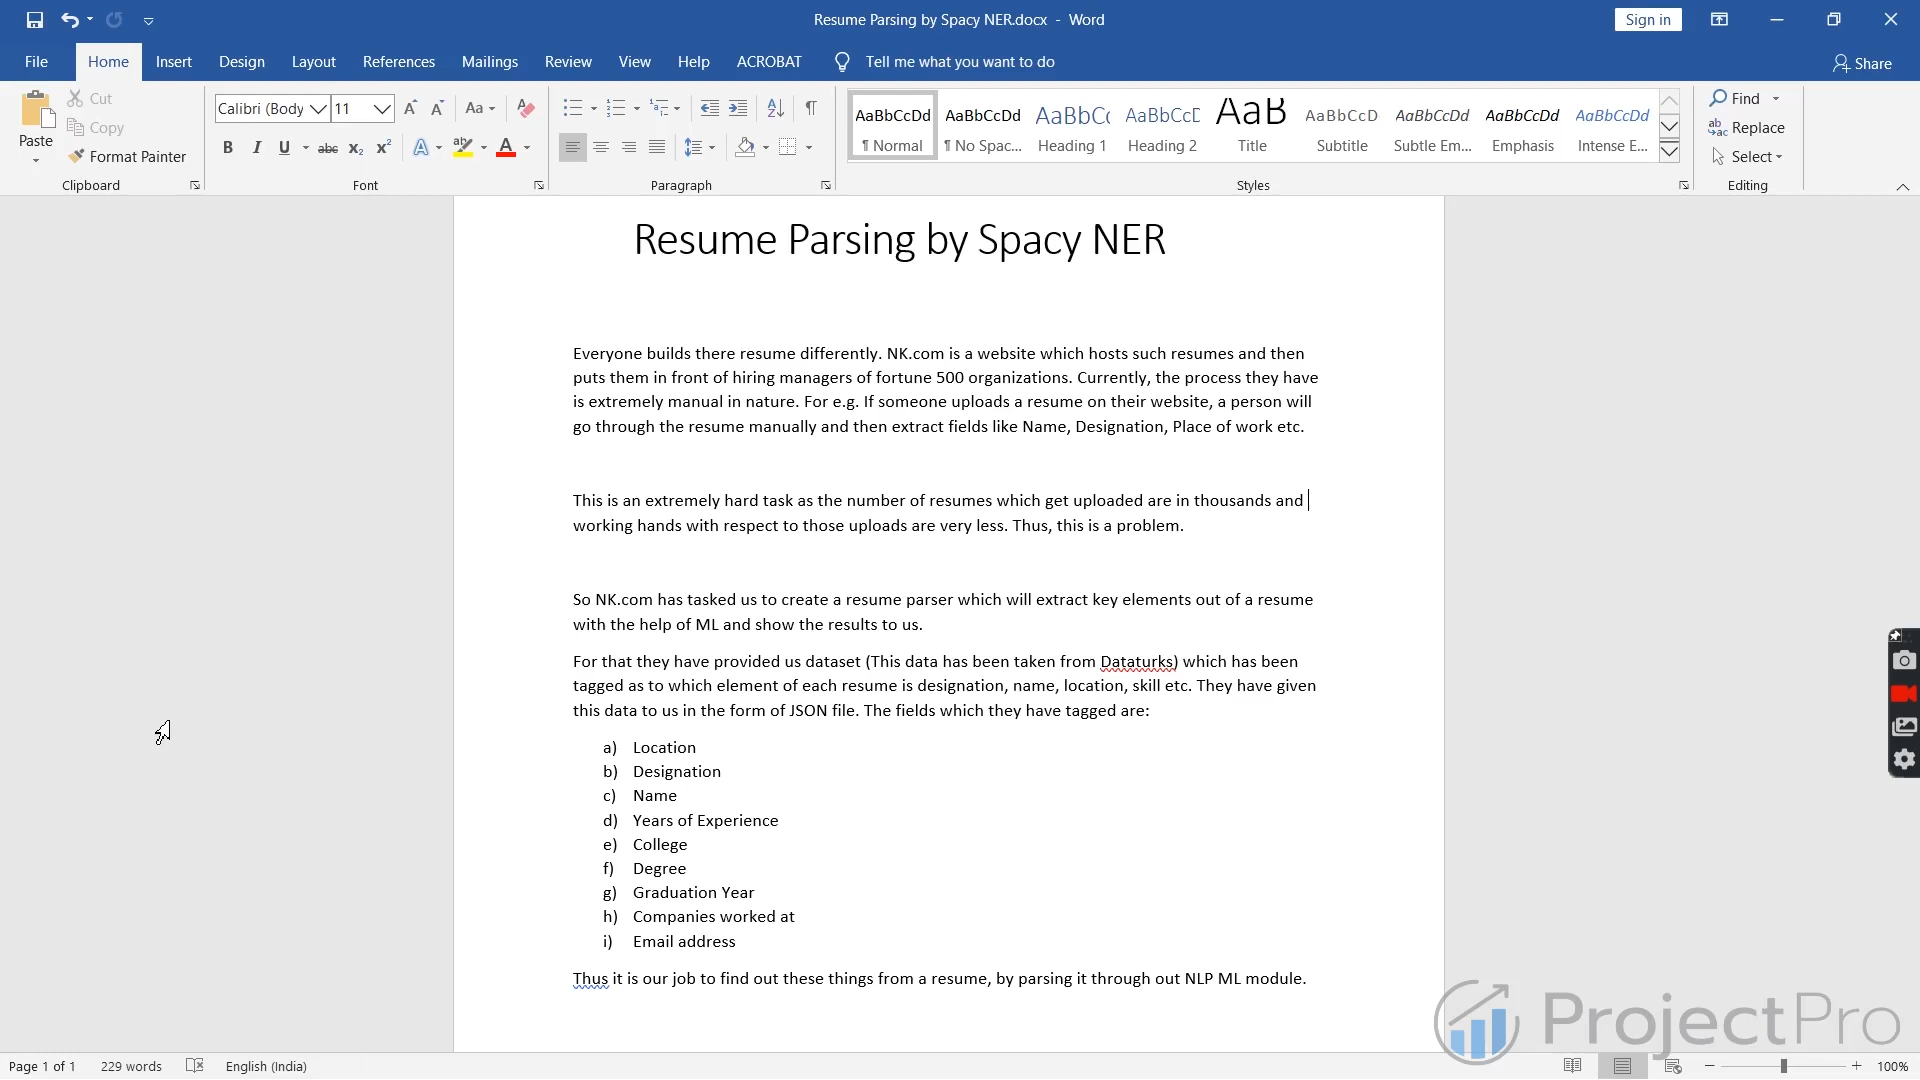 Resume Parsing by Spacy NER.docx - Word
Sign in
File Home Insert Design Layout References Mailings Review View Help ACROBAT Tell me what you want to do
Share
Paste
Cut
Copy
Format Painter
Clipboard
Calibri (Body 11
Aa
B I U abc x₂ x² A ab A
Font
Paragraph
AaBbCcDd AaBbCcDd AaBbC AaBbCcD AaB AaBbCcD AaBbCcDd AaBbCcDd AaBbCcDd
¶ Normal ¶ No Spac... Heading 1 Heading 2 Title Subtitle Subtle Em... Emphasis Intense E...
Styles
Find
Replace
Select
Editing
Resume Parsing by Spacy NER
Everyone builds there resume differently. NK.com is a website which hosts such resumes and then
puts them in front of hiring managers of fortune 500 organizations. Currently, the process they have
is extremely manual in nature. For e.g. If someone uploads a resume on their website, a person will
go through the resume manually and then extract fields like Name, Designation, Place of work etc.
This is an extremely hard task as the number of resumes which get uploaded are in thousands and
working hands with respect to those uploads are very less. Thus, this is a problem.
So NK.com has tasked us to create a resume parser which will extract key elements out of a resume
with the help of ML and show the results to us.
For that they have provided us dataset (This data has been taken from Dataturks) which has been
tagged as to which element of each resume is designation, name, location, skill etc. They have given
this data to us in the form of JSON file. The fields which they have tagged are:
a) Location
b) Designation
c) Name
d) Years of Experience
e) College
f) Degree
g) Graduation Year
h) Companies worked at
i) Email address
Thus it is our job to find out these things from a resume, by parsing it through out NLP ML module.
ProjectPro
Page 1 of 1 229 words English (India) 100%